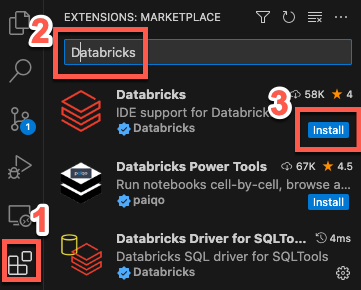 EXTENSIONS: MARKETPLACE
2
Databricks
Databricks 58K 4
3
IDE support for Databrick
Databricks Install
1
Databricks Power Tools 67K 4.5
Run notebooks cell-by-cell, browse a...
paiqo Install
paiqo
Databricks Driver for SQLTo... 4ms
Databricks SQL driver for SQLTools
Databricks
1